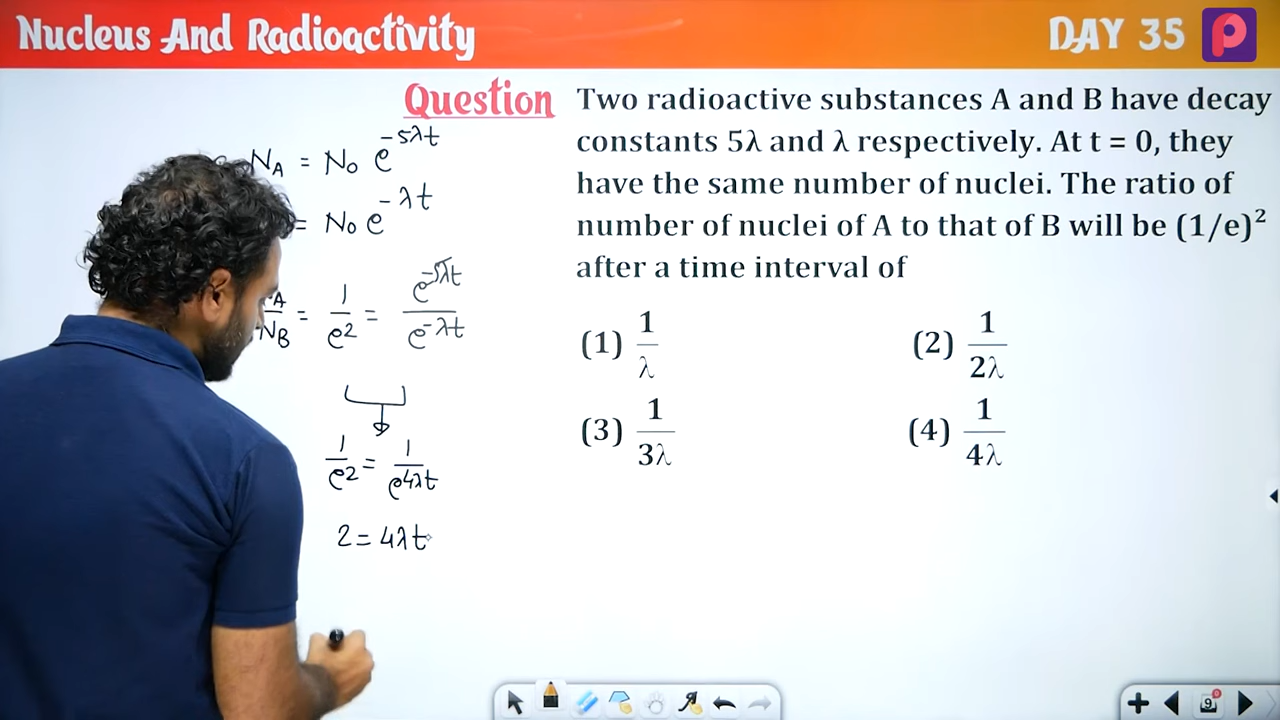 Nucleus And Radioactivity
DAY 35
Question
Two radioactive substances A and B have decay
constants 5λ and λ respectively. At t = 0, they
have the same number of nuclei. The ratio of
number of nuclei of A to that of B will be (1/e)²
after a time interval of
(1) 1/λ
(2) 1/2λ
(3) 1/3λ
(4) 1/4λ
N_A = N₀ e^{-5λt}
= N₀ e^{-λt}
A/N_B = 1/e² = e^{-5λt}/e^{-λt}
1/e² = 1/e^{4λt}
2 = 4λt
9